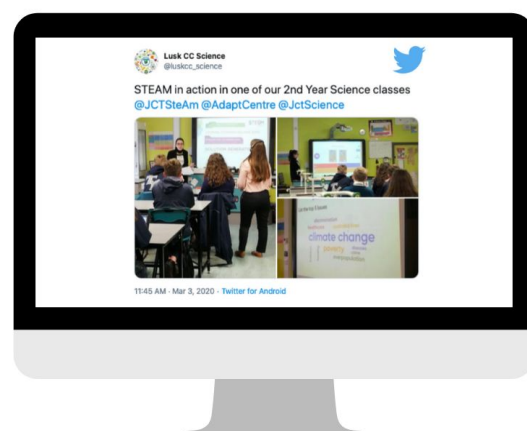 Lusk CC Science
@luskcc_science
STEAM in action in one of our 2nd Year Science classes
@JCTSteAm @AdaptCentre @JctScience
climate change
poverty
11:45 AM · Mar 3, 2020 · Twitter for Android